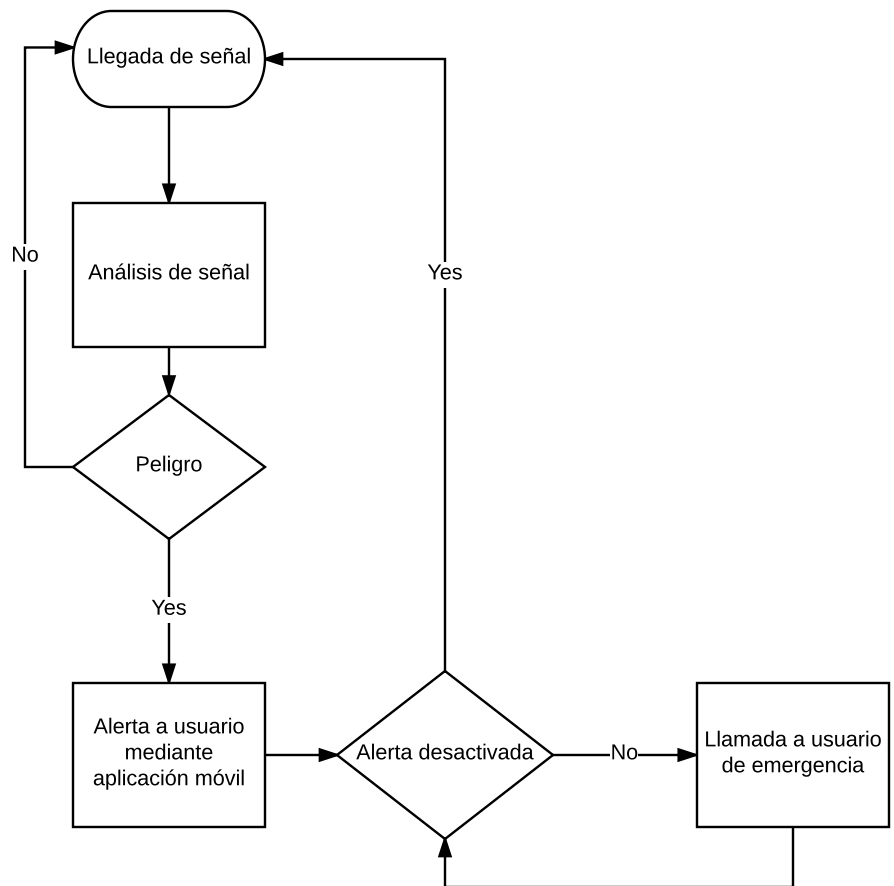 Llegada de señal
No
Análisis de señal
Yes
Peligro
Yes
Alerta a usuario
mediante
aplicación móvil
Alerta desactivada
No
Llamada a usuario
de emergencia